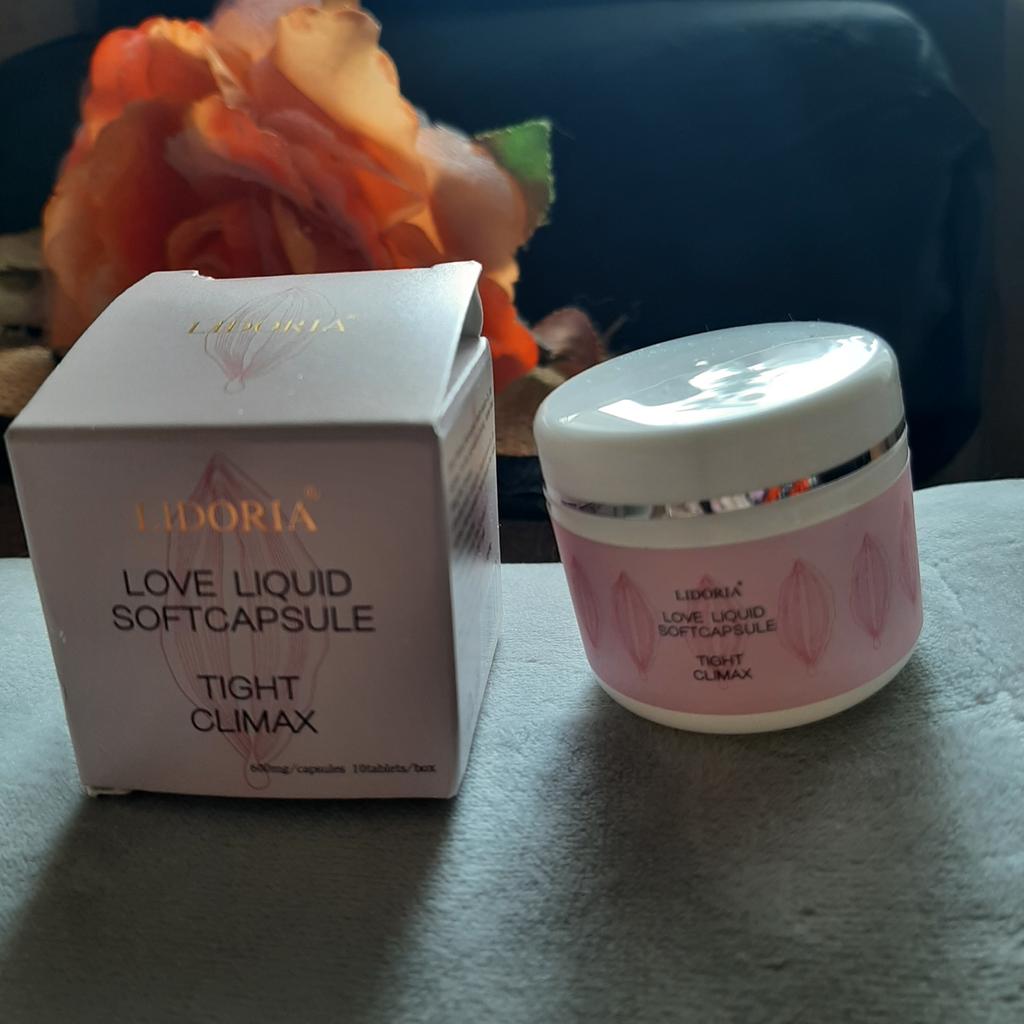 LIDORIA®
LIDORIA®
LOVE LIQUID
SOFTCAPSULE
TIGHT
CLIMAX
600mg/capsules 10tablets/box
LIDORIA®
LOVE LIQUID
SOFTCAPSULE
TIGHT
CLIMAX